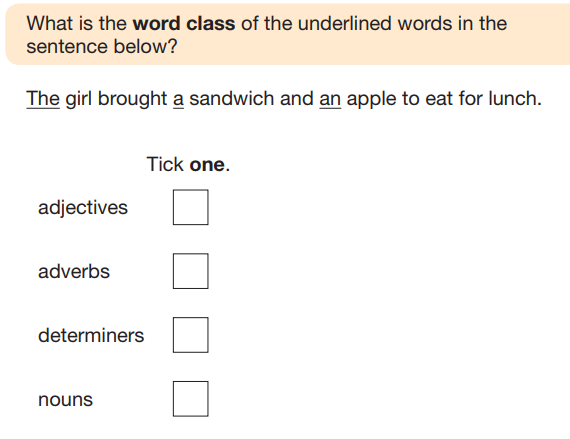 What is the word class of the underlined words in the
sentence below?
The girl brought a sandwich and an apple to eat for lunch.
Tick one.
adjectives
adverbs
determiners
nouns